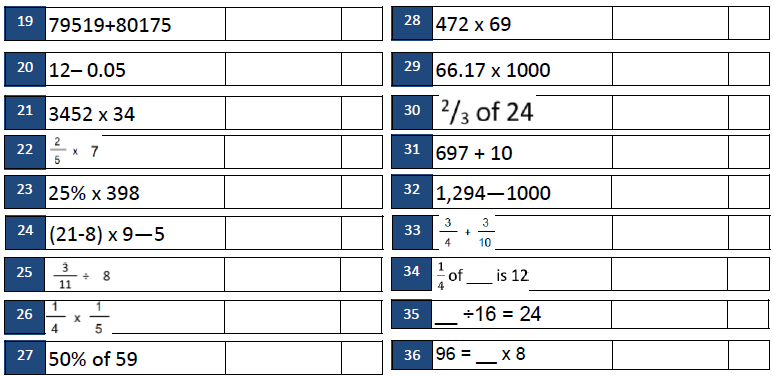 19 79519+80175
20 12– 0.05
21 3452 x 34
22 2/5 x 7
23 25% x 398
24 (21-8) x 9—5
25 3/11 ÷ 8
26 1/4 x 1/5
27 50% of 59
28 472 x 69
29 66.17 x 1000
30 2/3 of 24
31 697 + 10
32 1,294—1000
33 3/4 + 3/10
34 1/4 of ___ is 12
35 __ ÷16 = 24
36 96 = __ x 8